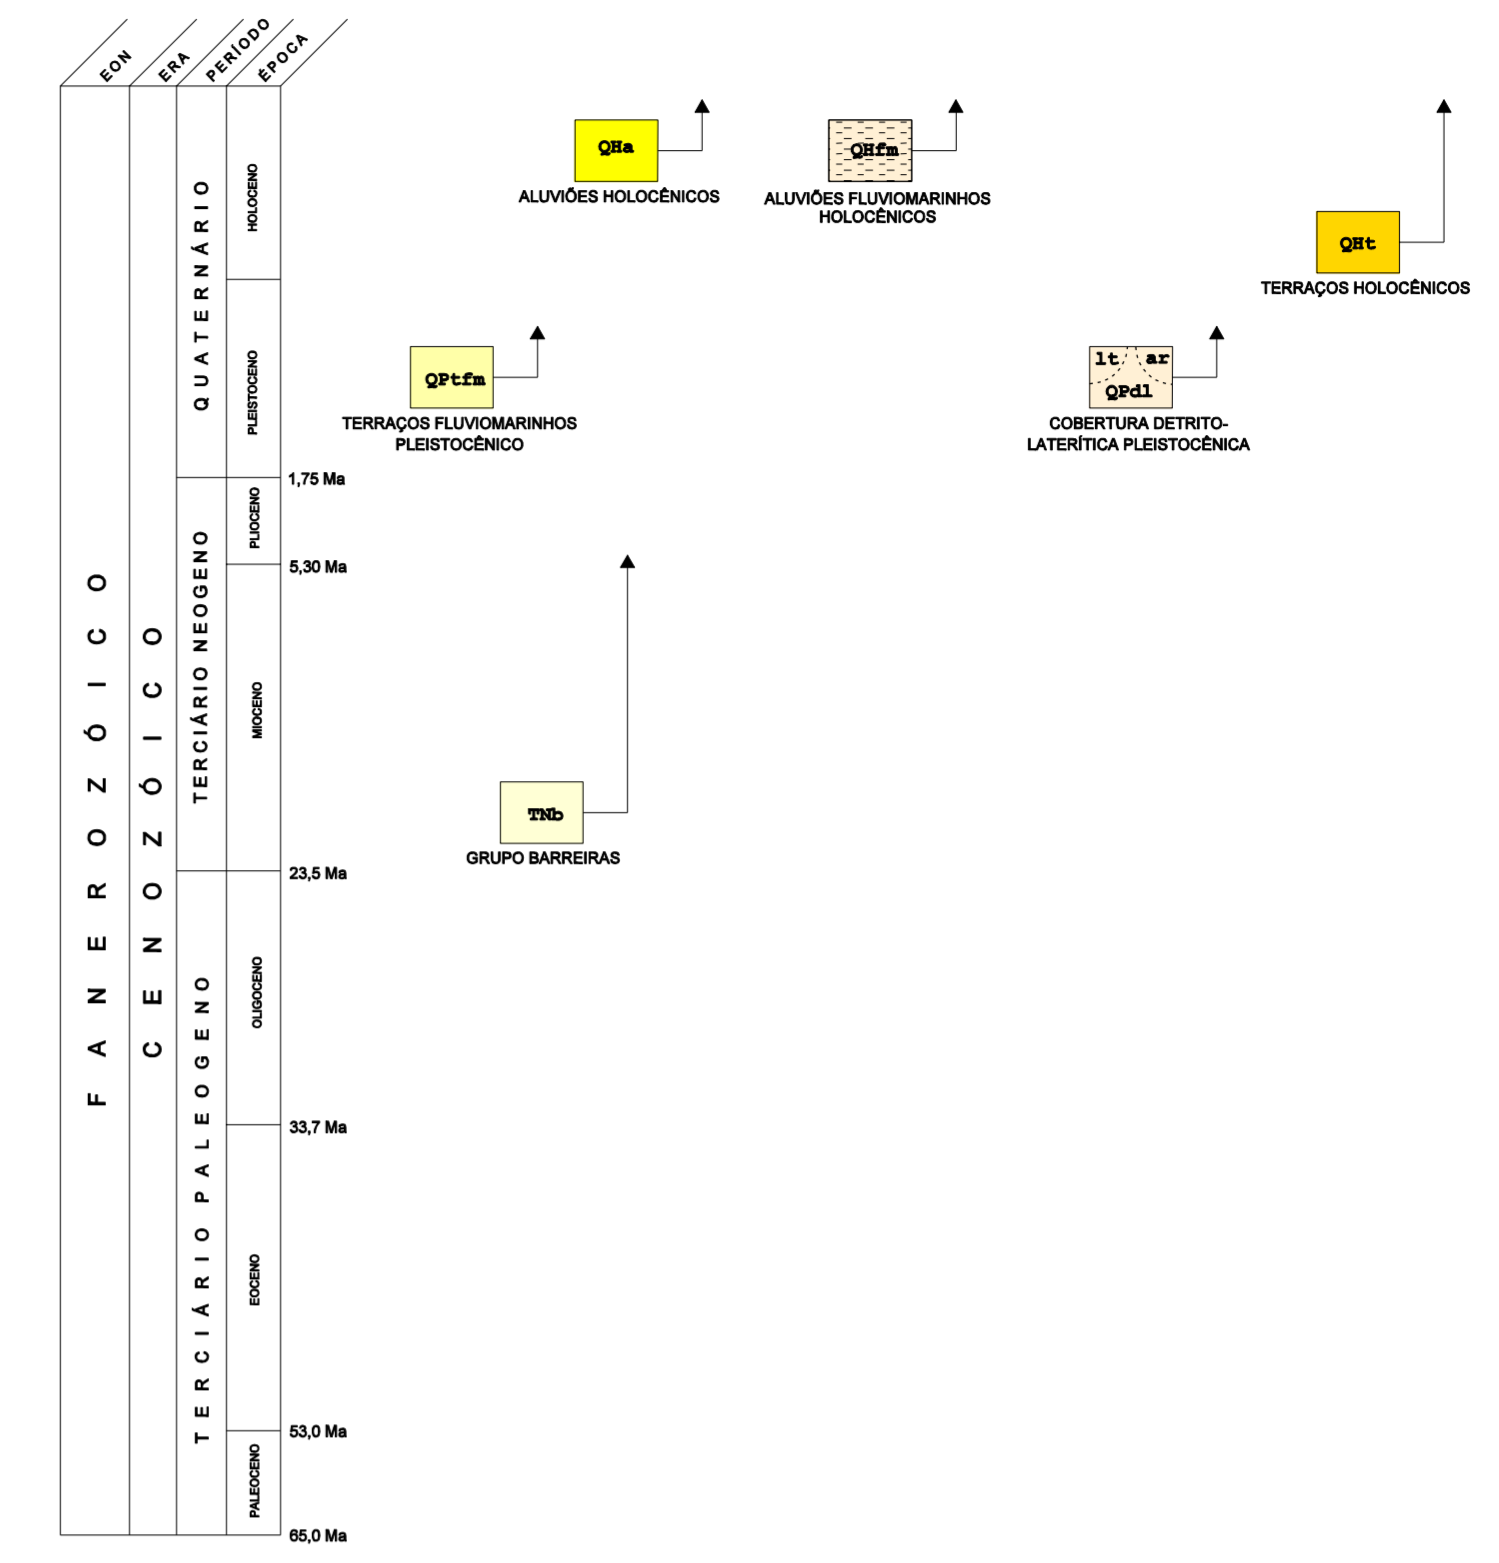 EON
ERA
PERÍODO
ÉPOCA
FANEROZÓICO
CENOZÓICO
QUATERNÁRIO
HOLOCENO
PLEISTOCENO
1,75 Ma
TERCIÁRIO NEOGENO
PLIOCENO
5,30 Ma
MIOCENO
23,5 Ma
TERCIÁRIO PALEOGENO
OLIGOCENO
33,7 Ma
EOCENO
53,0 Ma
PALEOCENO
65,0 Ma
QHa
ALUVIÕES HOLOCÊNICOS
QHfm
ALUVIÕES FLUVIOMARINHOS
HOLOCÊNICOS
QHt
TERRAÇOS HOLOCÊNICOS
QPtfm
TERRAÇOS FLUVIOMARINHOS
PLEISTOCÊNICO
lt ar
QPdl
COBERTURA DETRITO-
LATERÍTICA PLEISTOCÊNICA
TNb
GRUPO BARREIRAS